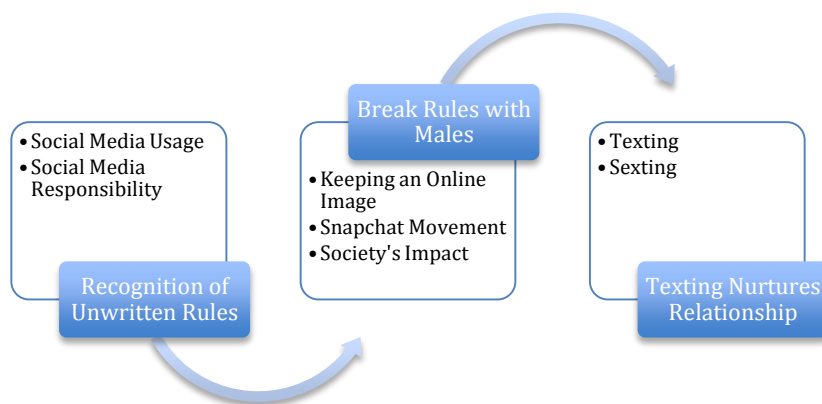 • Social Media Usage
• Social Media
Responsibility
Recognition of
Unwritten Rules
Break Rules with
Males
• Keeping an Online
Image
• Snapchat Movement
• Society's Impact
• Texting
• Sexting
Texting Nurtures
Relationship